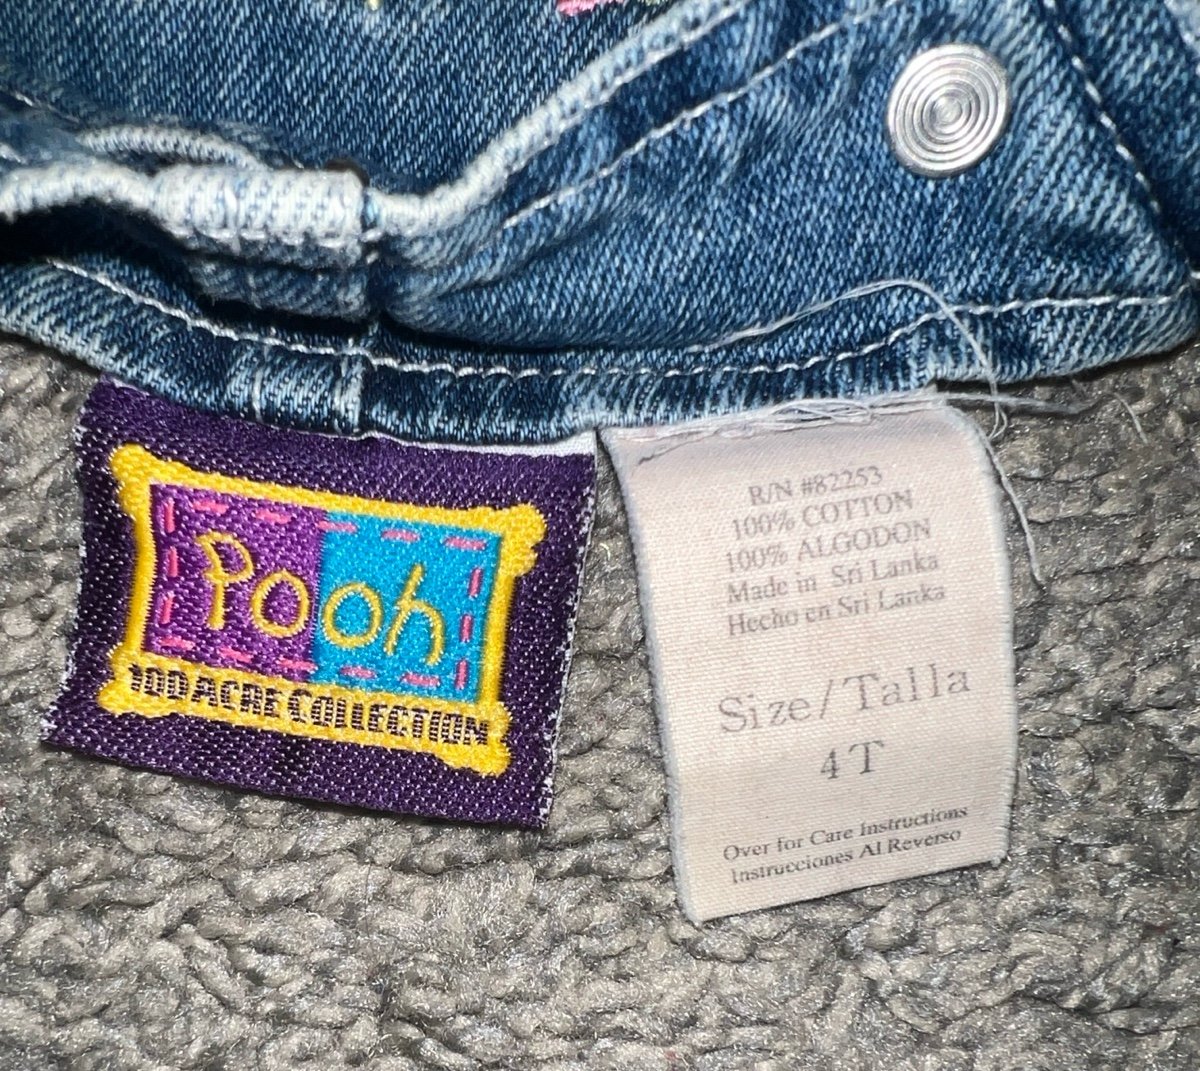 Pooh
100 ACRE COLLECTION
R/N #82253
100% COTTON
100% ALGODON
Made in Sri Lanka
Hecho en Sri Lanka
Size/Talla
4T
Over for Care Instructions
Instrucciones Al Reverso